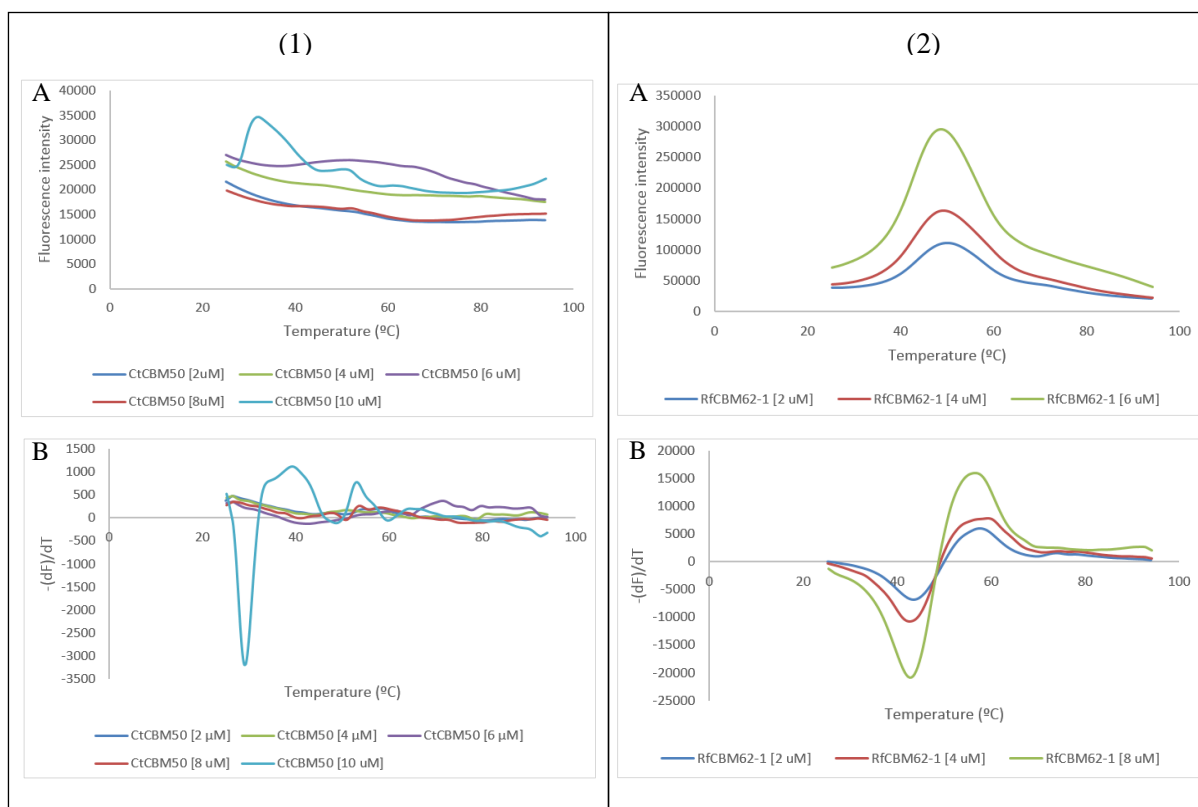 (1)
A
Fluorescence intensity
40000
35000
30000
25000
20000
15000
10000
5000
0
0 20 40 60 80 100
Temperature (ºC)
CtCBM50 [2uM] CtCBM50 [4 uM] CtCBM50 [6 uM]
CtCBM50 [8uM] CtCBM50 [10 uM]
B
-(dF)/dT
1500
1000
500
0
-500
-1000
-1500
-2000
-2500
-3000
-3500
0 20 40 60 80 100
Temperature (ºC)
CtCBM50 [2 µM] CtCBM50 [4 µM] CtCBM50 [6 µM]
CtCBM50 [8 uM] CtCBM50 [10 uM]
(2)
A
Fluorescence intensity
350000
300000
250000
200000
150000
100000
50000
0
0 20 40 60 80 100
Temperature (ºC)
RfCBM62-1 [2 uM] RfCBM62-1 [4 uM] RfCBM62-1 [6 uM]
B
-(dF)/dT
20000
15000
10000
5000
0
-5000
-10000
-15000
-20000
-25000
0 20 40 60 80 100
Temperature (ºC)
RfCBM62-1 [2 uM] RfCBM62-1 [4 uM] RfCBM62-1 [8 uM]